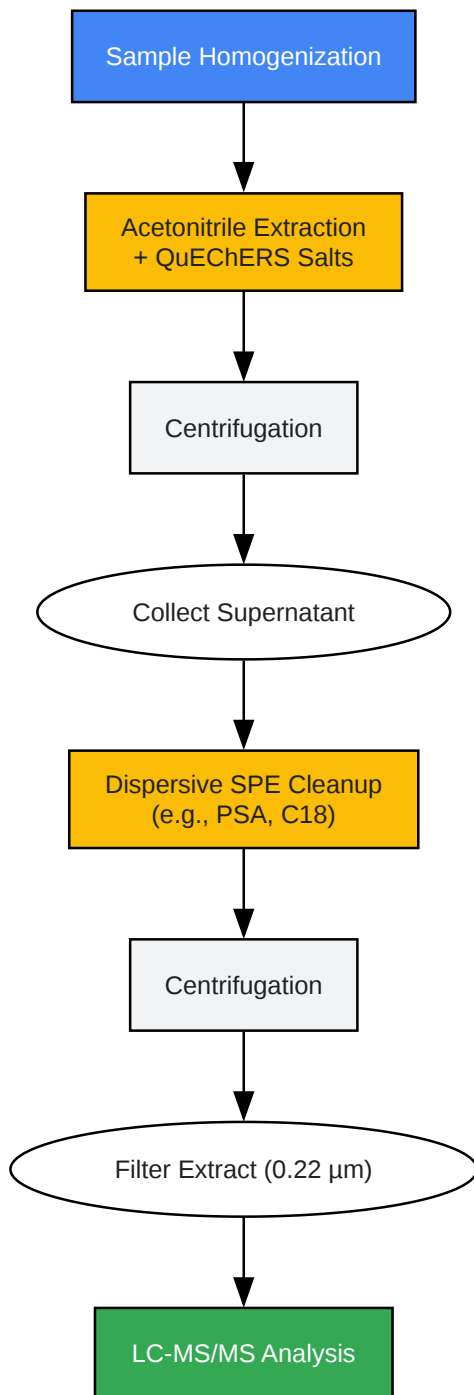 Sample Homogenization
Acetonitrile Extraction
+ QuEChERS Salts
Centrifugation
Collect Supernatant
Dispersive SPE Cleanup
(e.g., PSA, C18)
Centrifugation
Filter Extract (0.22 µm)
LC-MS/MS Analysis